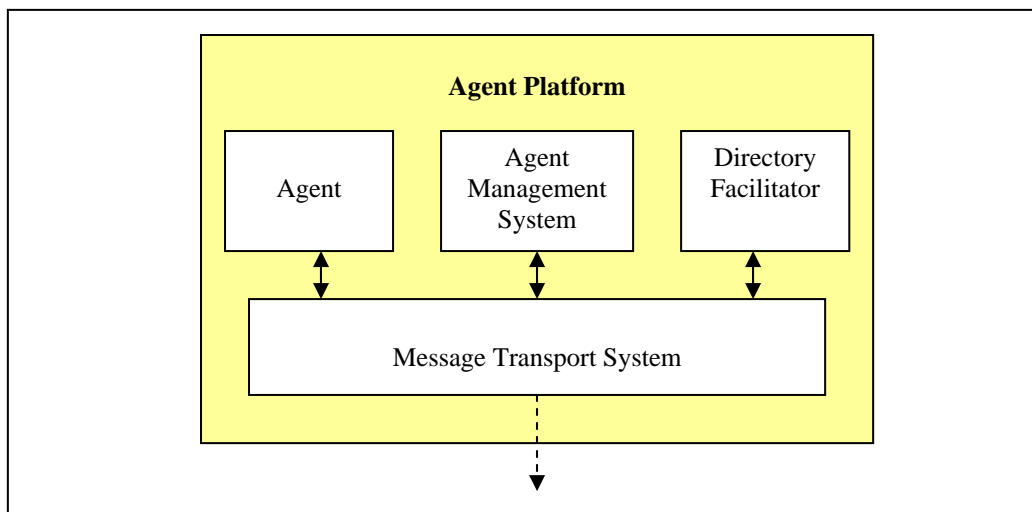 Agent Platform
Agent
Agent
Management
System
Directory
Facilitator
Message Transport System